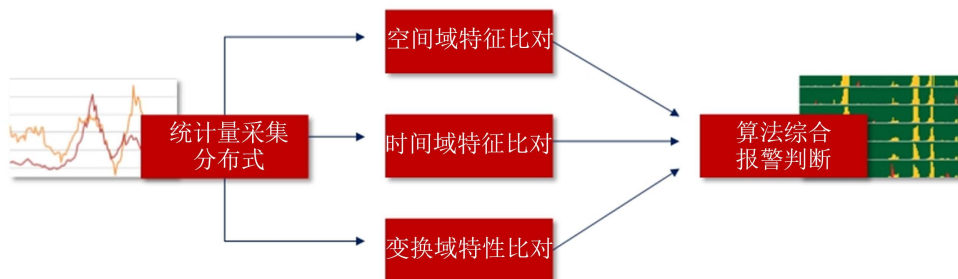 空间域特征比对
统计量采集
分布式
时间域特征比对
算法综合
报警判断
变换域特性比对